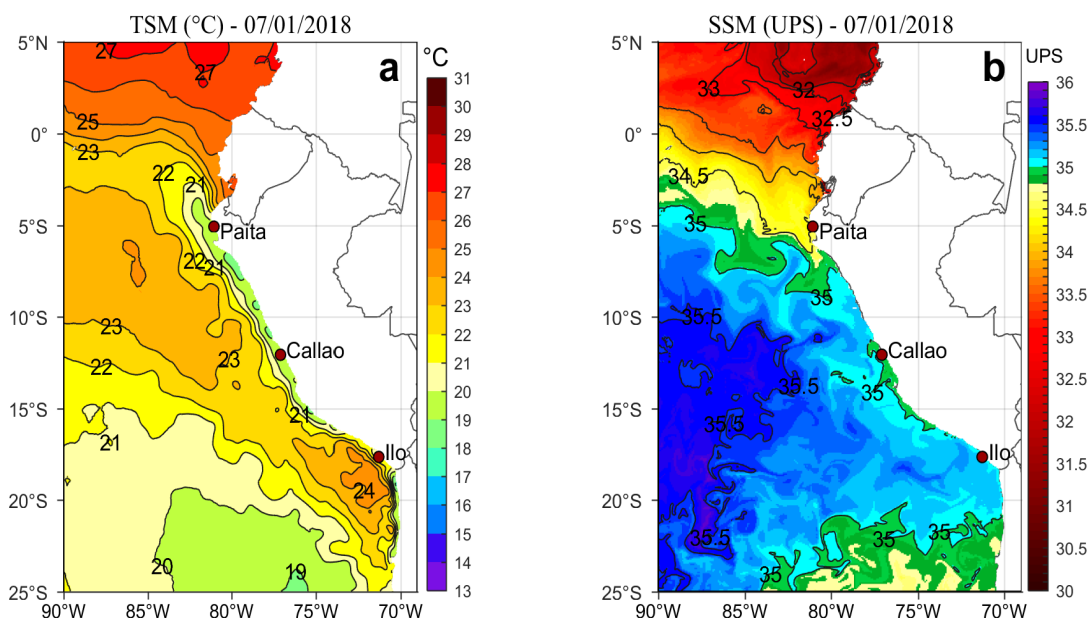 TSM (°C) - 07/01/2018
a
°C
5°N
0°
5°S
10°S
15°S
20°S
25°S
90°W
85°W
80°W
75°W
70°W
27
27
25
23
22
21
22
21
23
23
22
21
21
24
20
19
Paita
Callao
Ilo
31
30
29
28
27
26
25
24
23
22
21
20
19
18
17
16
15
14
13
SSM (UPS) - 07/01/2018
b
UPS
5°N
0°
5°S
10°S
15°S
20°S
25°S
90°W
85°W
80°W
75°W
70°W
33
32
32.5
34.5
35
35
35.5
35.5
35
35.5
35.5
35
35
35
Paita
Callao
Ilo
36
35.5
35
34.5
34
33.5
33
32.5
32
31.5
31
30.5
30